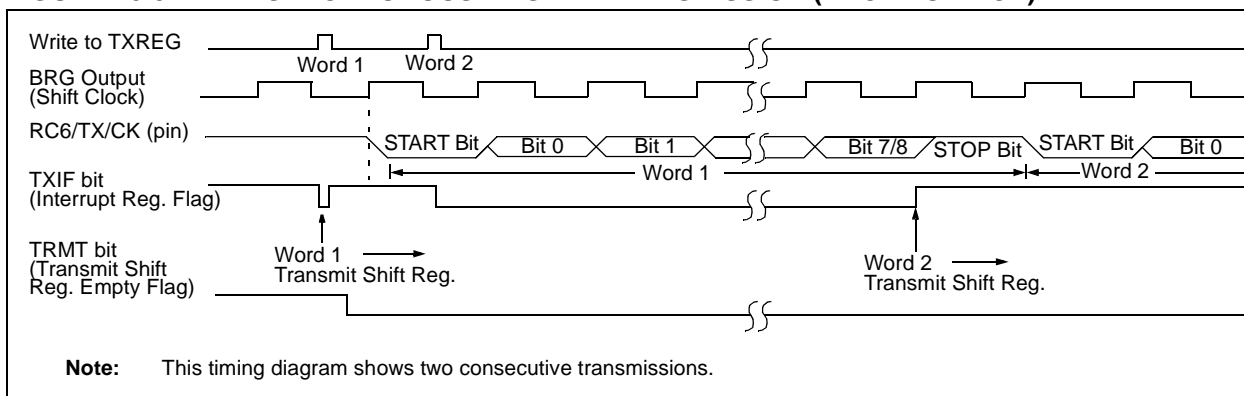 Write to TXREG
Word 1
Word 2
BRG Output
(Shift Clock)
RC6/TX/CK (pin)
START Bit
Bit 0
Bit 1
Bit 7/8
STOP Bit
START Bit
Bit 0
Word 1
Word 2
TXIF bit
(Interrupt Reg. Flag)
Word 1
Transmit Shift Reg.
Word 2
Transmit Shift Reg.
TRMT bit
(Transmit Shift
Reg. Empty Flag)
Note: This timing diagram shows two consecutive transmissions.